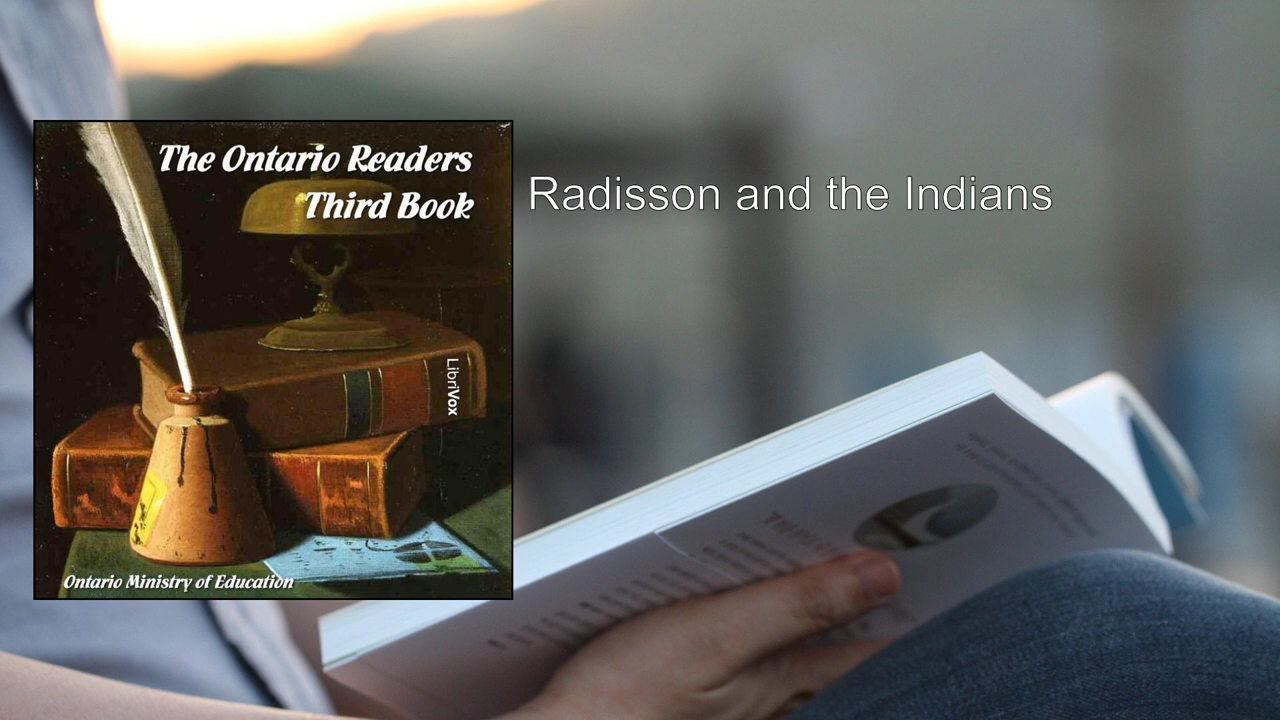 The Ontario Readers
Third Book
Radisson and the Indians
LibriVox
Ontario Ministry of Education